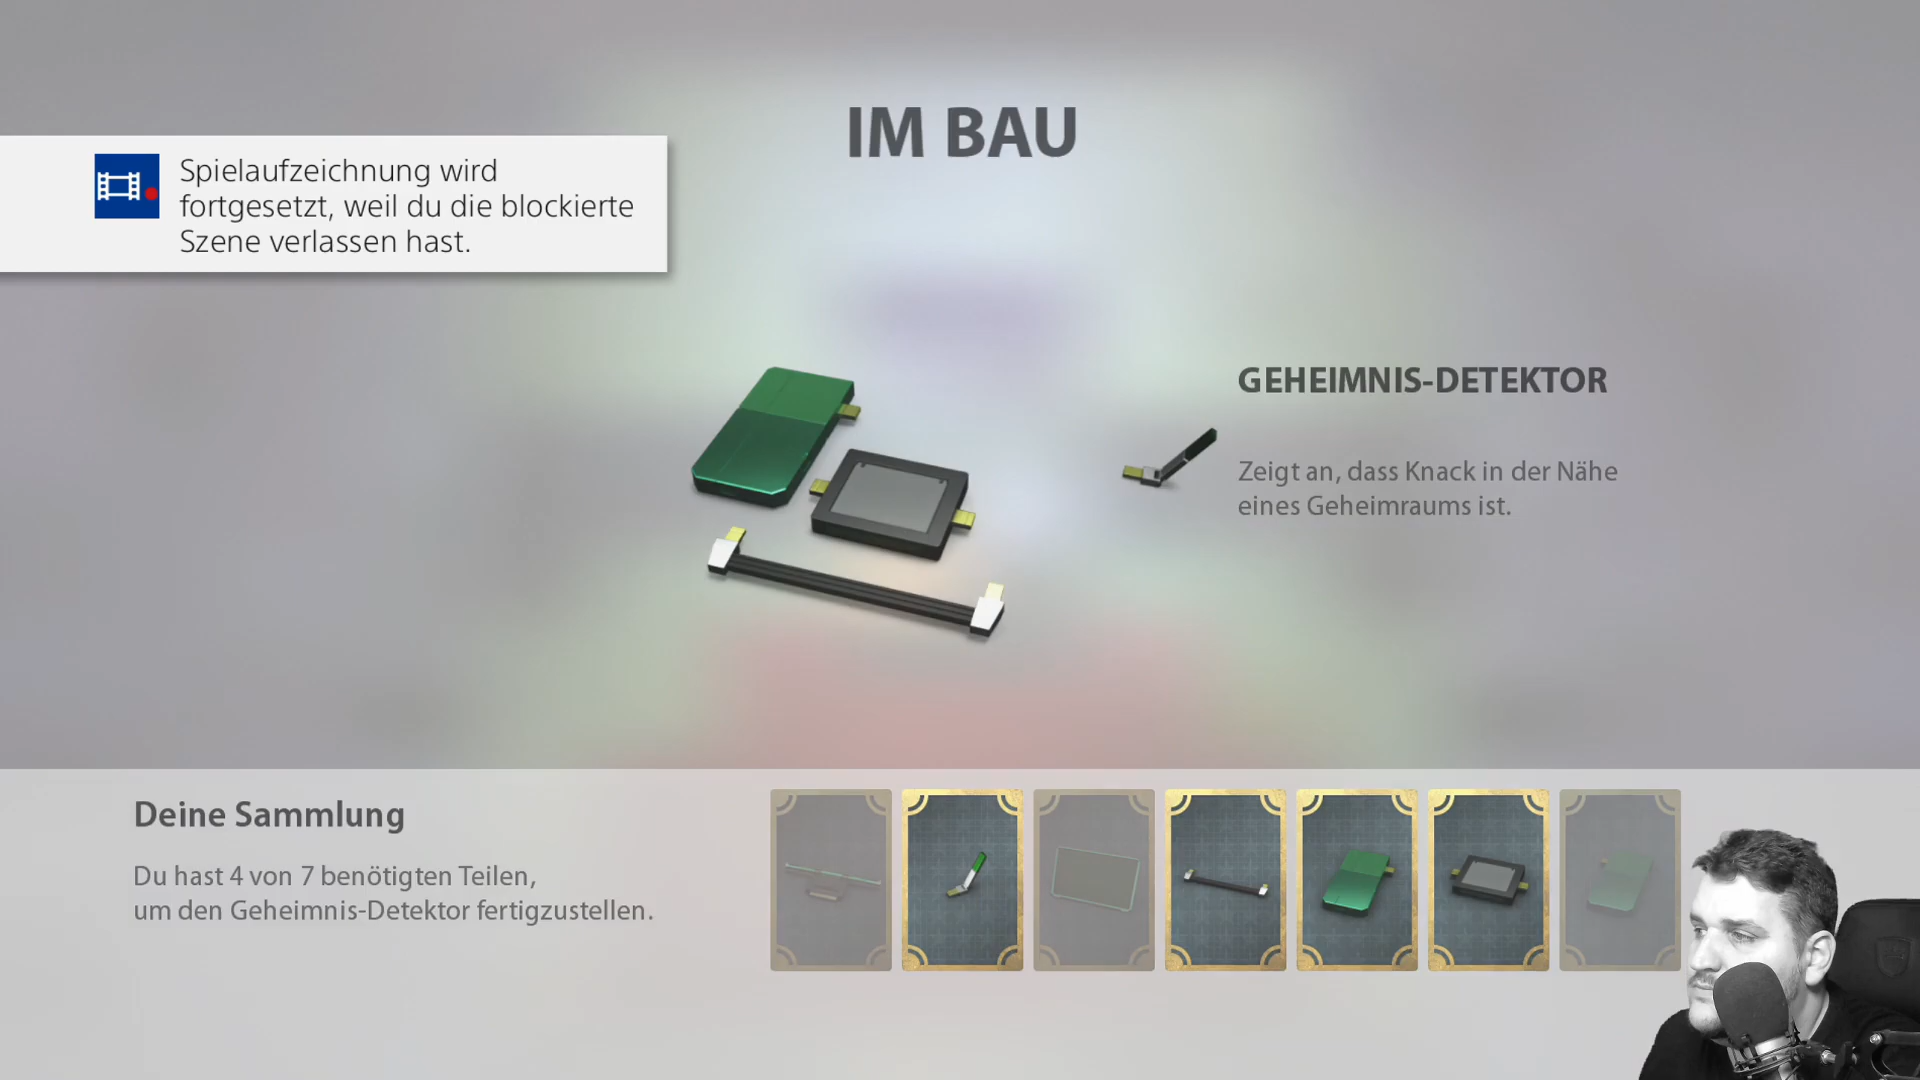 IM BAU
Spielaufzeichnung wird
fortgesetzt, weil du die blockierte
Szene verlassen hast.
GEHEIMNIS-DETEKTOR
Zeigt an, dass Knack in der Nähe
eines Geheimraums ist.
Deine Sammlung
Du hast 4 von 7 benötigten Teilen,
um den Geheimnis-Detektor fertigzustellen.